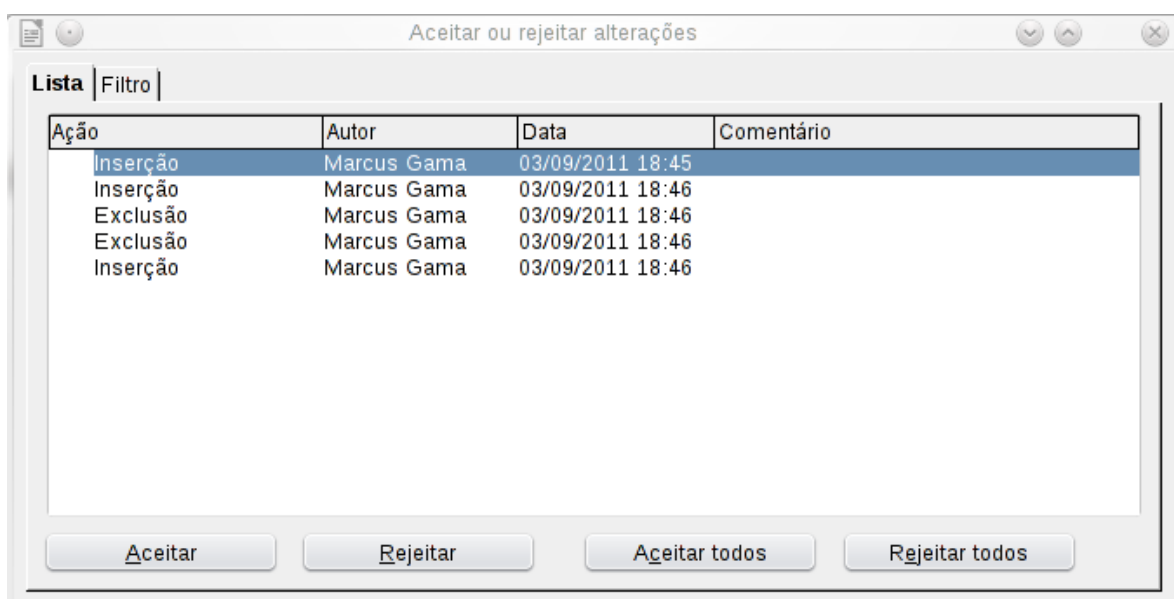 Aceitar ou rejeitar alterações
Lista Filtro
Ação Autor Data Comentário
Inserção Marcus Gama 03/09/2011 18:45
Inserção Marcus Gama 03/09/2011 18:46
Exclusão Marcus Gama 03/09/2011 18:46
Exclusão Marcus Gama 03/09/2011 18:46
Inserção Marcus Gama 03/09/2011 18:46
Aceitar Rejeitar Aceitar todos Rejeitar todos